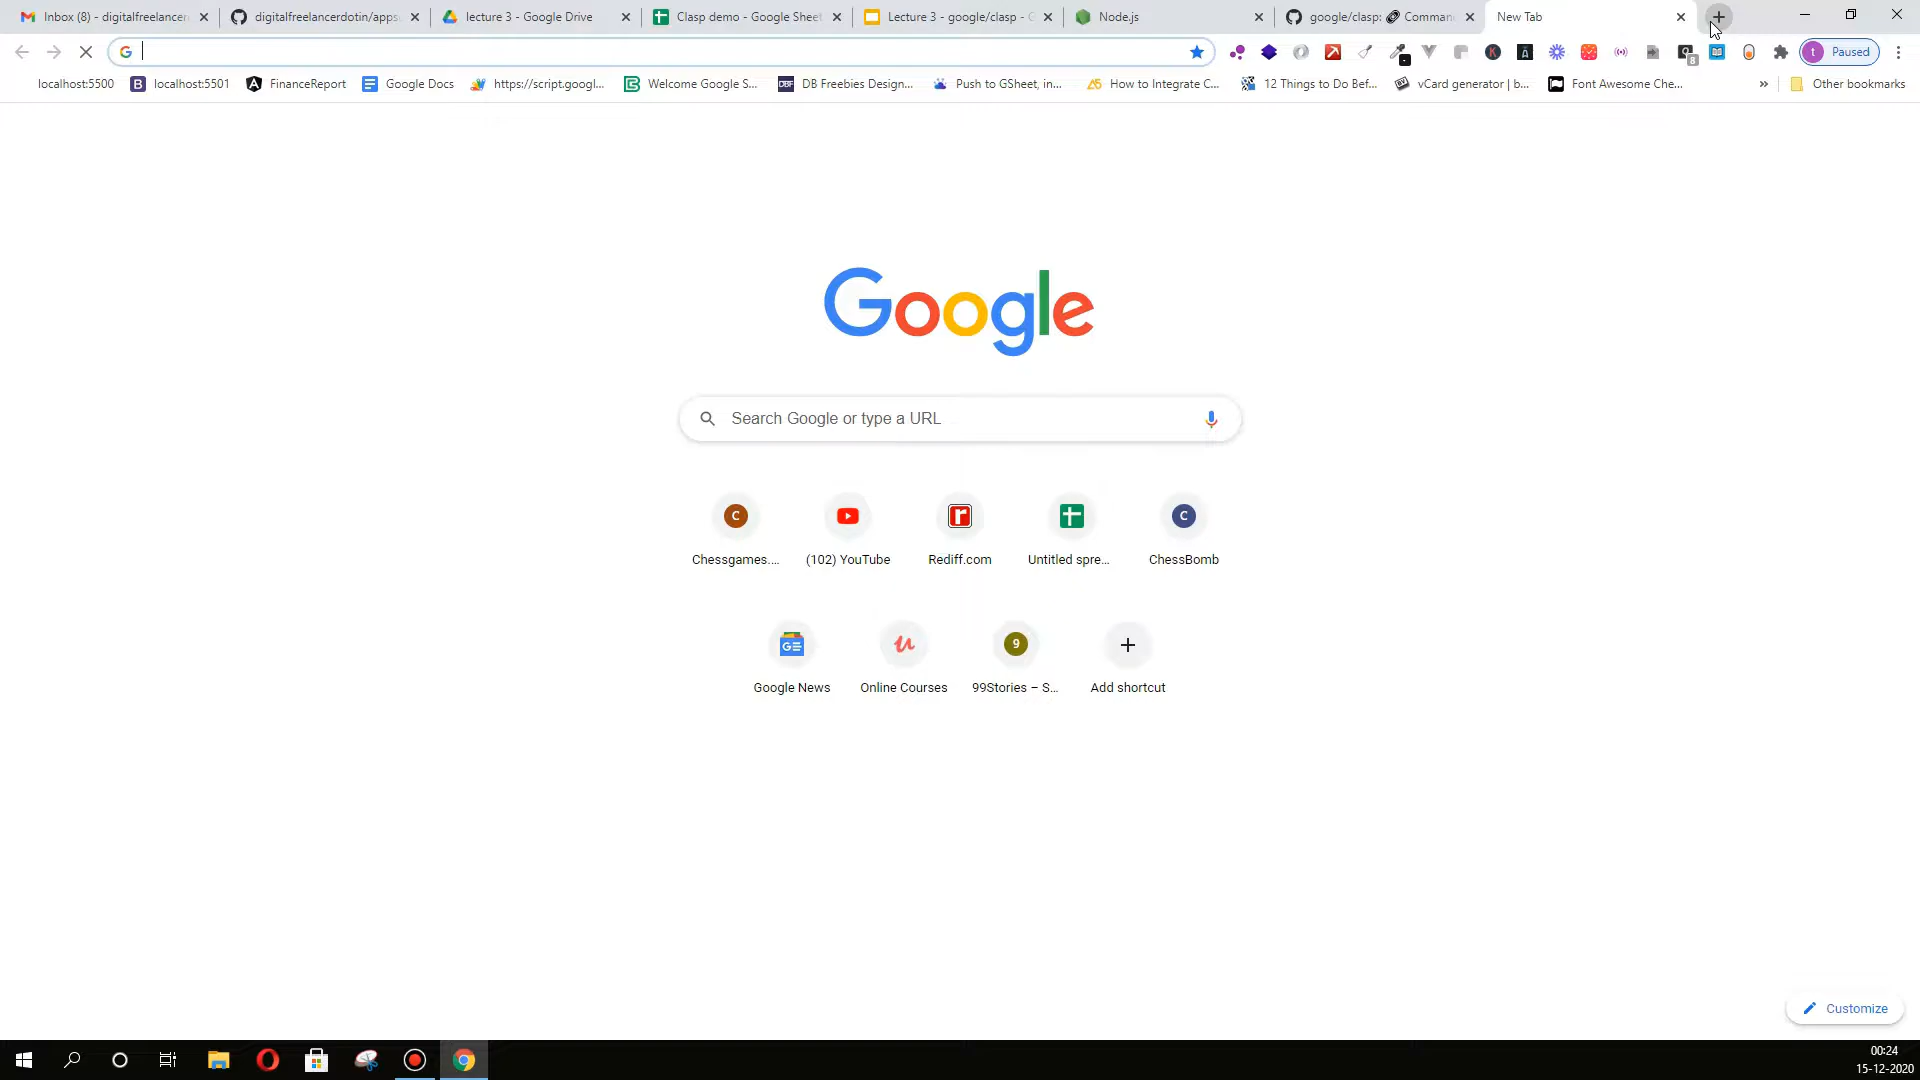 Inbox (8) - digitalfreelancer
digitalfreelancerdotin/apps
lecture 3 - Google Drive
Clasp demo - Google Sheet
Lecture 3 - google/clasp - G
Node.js
google/clasp: 🔗 Comman
New Tab
Paused
8
localhost:5500
localhost:5501
FinanceReport
Google Docs
https://script.googl...
Welcome Google S...
DB Freebies Design...
Push to GSheet, in...
How to Integrate C...
12 Things to Do Bef...
vCard generator | b...
Font Awesome Che...
Other bookmarks
Google
Search Google or type a URL
Chessgames....
(102) YouTube
Rediff.com
Untitled spre...
ChessBomb
Google News
Online Courses
99Stories – S...
Add shortcut
Customize
00:24
15-12-2020